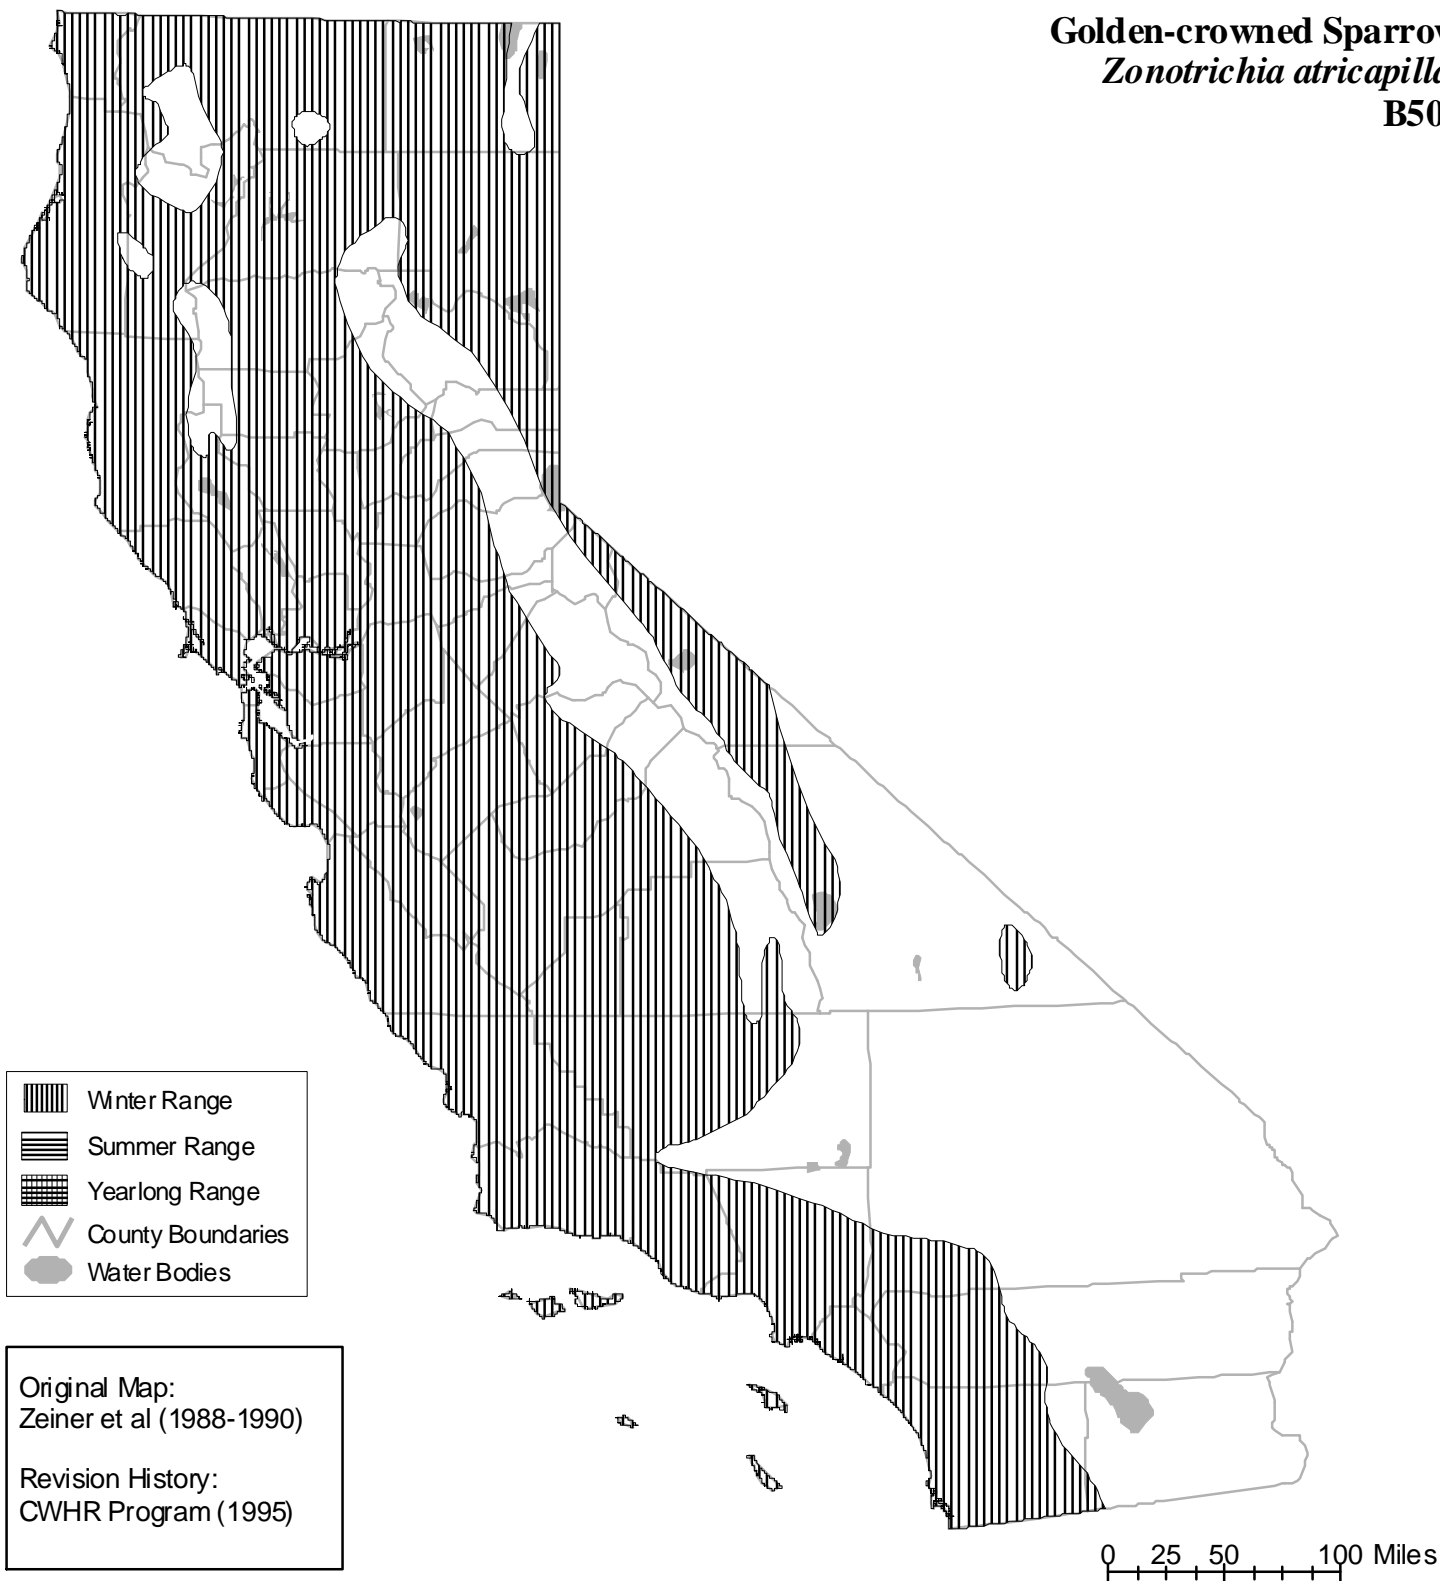 Golden-crowned Sparrow
Zonotrichia atricapilla
B50
Winter Range
Summer Range
Yearlong Range
County Boundaries
Water Bodies
Original Map:
Zeiner et al (1988-1990)
Revision History:
CWHR Program (1995)
0 25 50 100 Miles